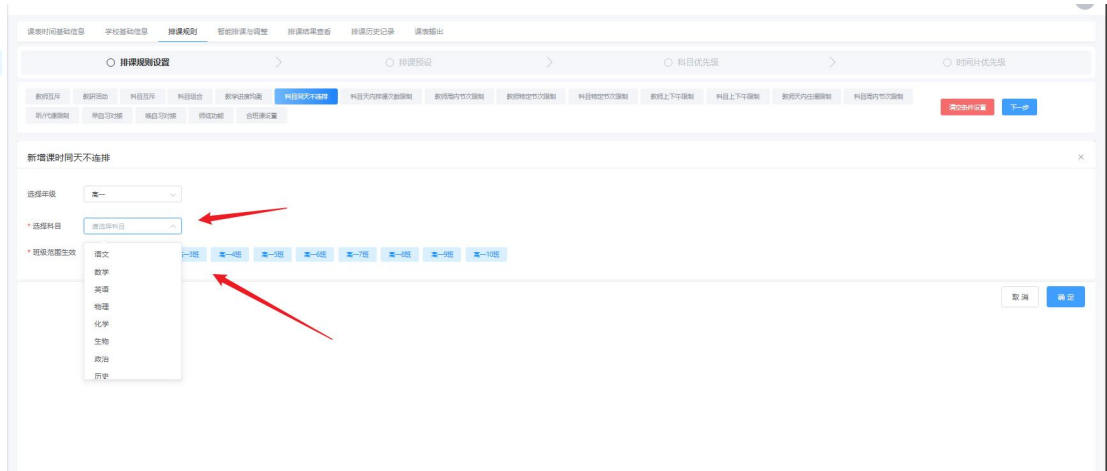 课表时间基础信息 学校基础信息 排课规则 智能排课与调整 排课结果查看 排课历史记录 课表输出
排课规则设置 排课预设 科目优先级 时间片优先级
教师互斥 教研活动 科目互斥 科目组合 教学进度均衡 科目同天不连排 科目天内排课次数限制 教师周内节次限制 教师特定节次限制 科目特定节次限制 教师上下午限制 科目上下午限制 教师天内任课限制 科目周内节次限制
听/代课限制 早自习对接 晚自习对接 师徒功能 合班课设置
清空条件设置 下一步
新增课时同天不连排
选择年级 高一
* 选择科目 请选择科目
* 班级范围生效 高一4班 高一5班 高一6班 高一7班 高一8班 高一9班 高一10班
语文
数学
英语
物理
化学
生物
政治
历史
取 消 确 定